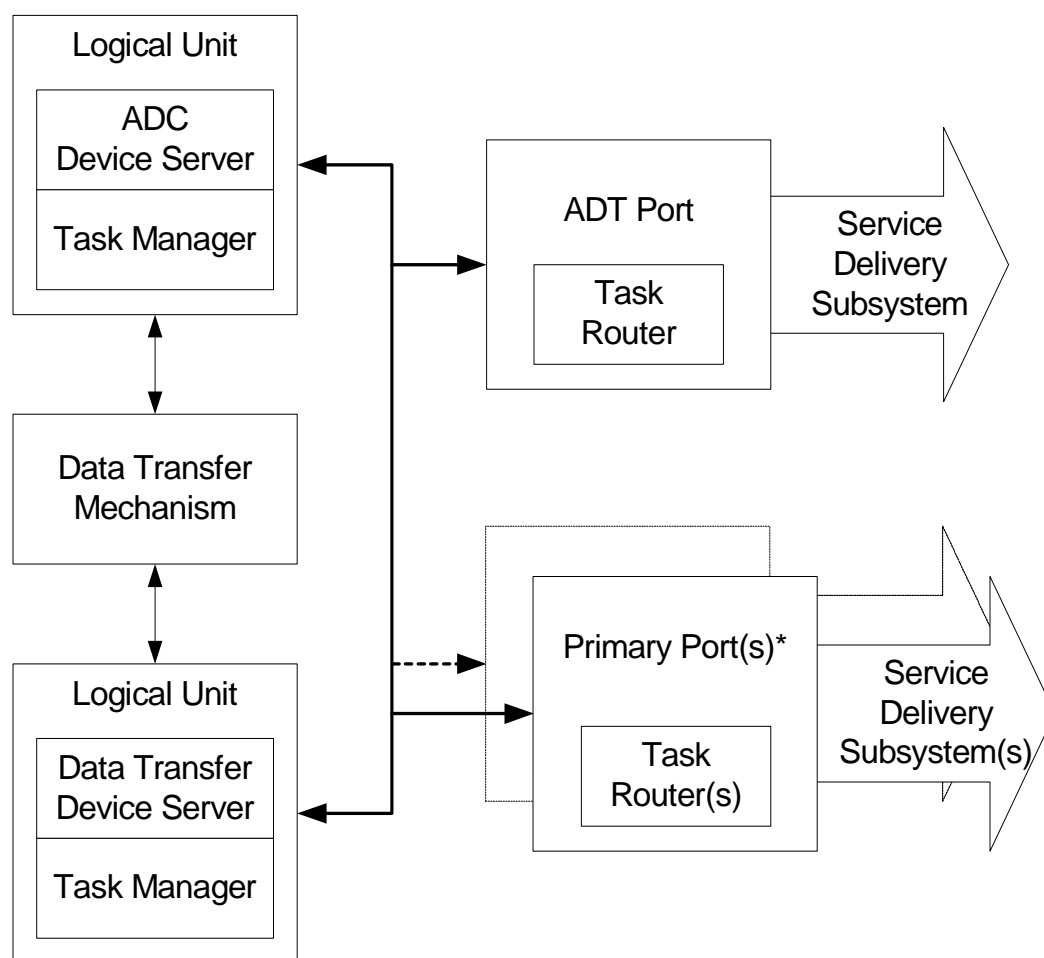 Logical Unit
ADC
Device Server
Task Manager
ADT Port
Task
Router
Service
Delivery
Subsystem
Data Transfer
Mechanism
Logical Unit
Data Transfer
Device Server
Task Manager
Primary Port(s)*
Task
Router(s)
Service
Delivery
Subsystem(s)